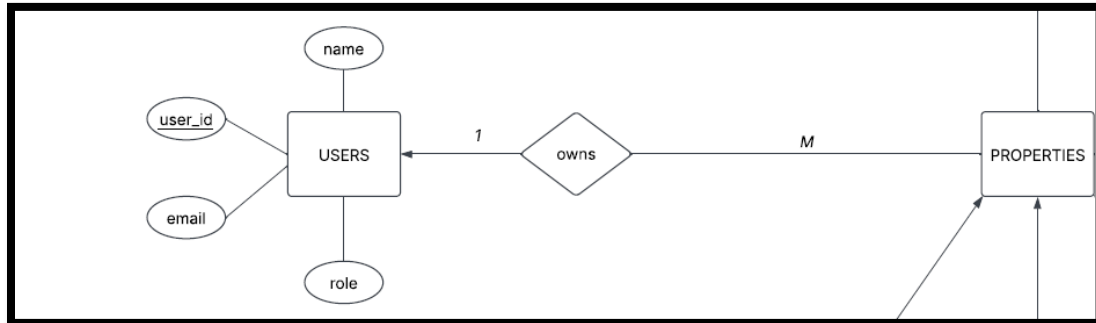 name
user_id
USERS
1
owns
M
PROPERTIES
email
role